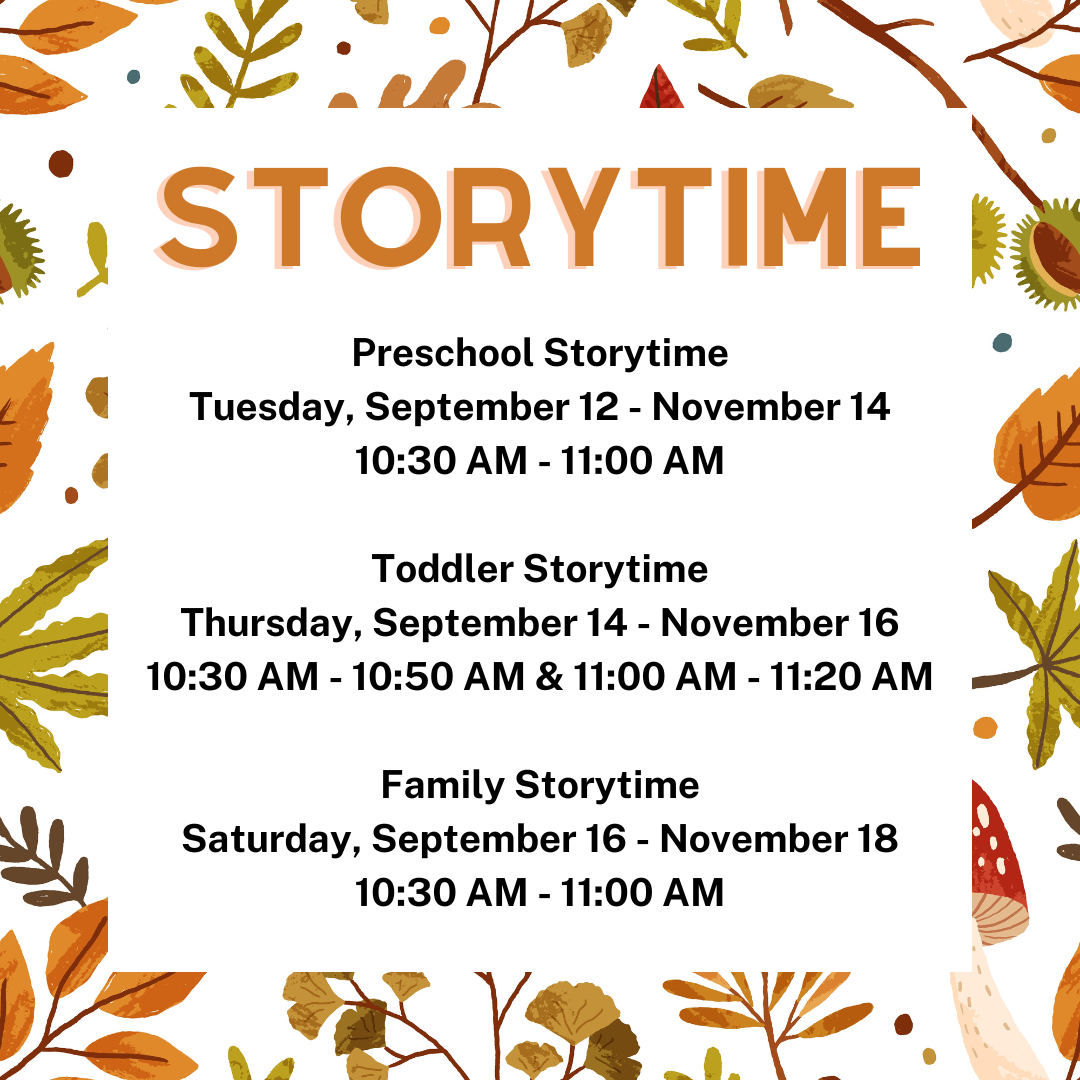 STORYTIME
Preschool Storytime
Tuesday, September 12 - November 14
10:30 AM - 11:00 AM
Toddler Storytime
Thursday, September 14 - November 16
10:30 AM - 10:50 AM & 11:00 AM - 11:20 AM
Family Storytime
Saturday, September 16 - November 18
10:30 AM - 11:00 AM